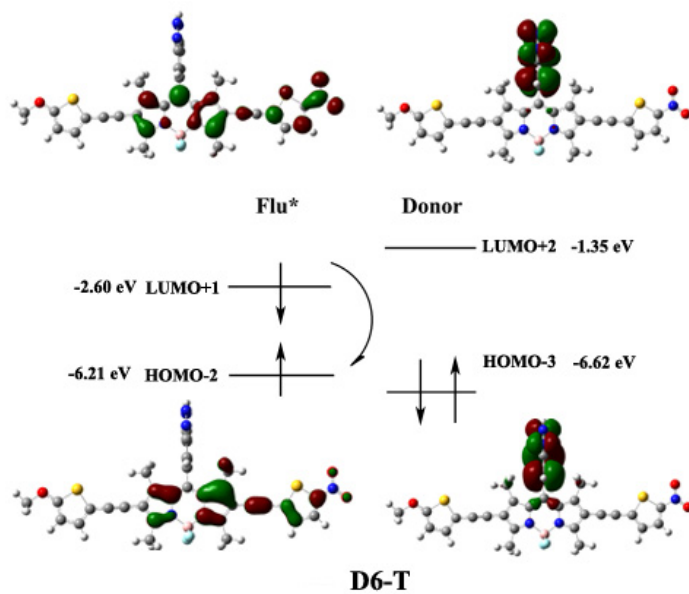 Flu* Donor
LUMO+2 -1.35 eV
-2.60 eV LUMO+1
HOMO-3 -6.62 eV
-6.21 eV HOMO-2
D6-T